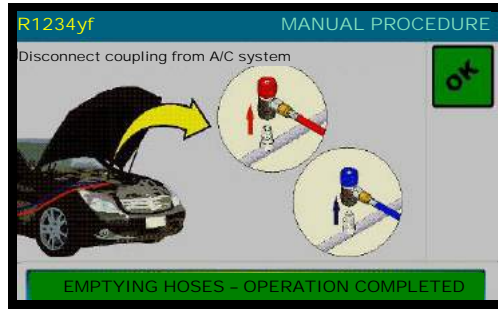 R1234yf MANUAL PROCEDURE
Disconnect coupling from A/C system
OK
EMPTYING HOSES – OPERATION COMPLETED